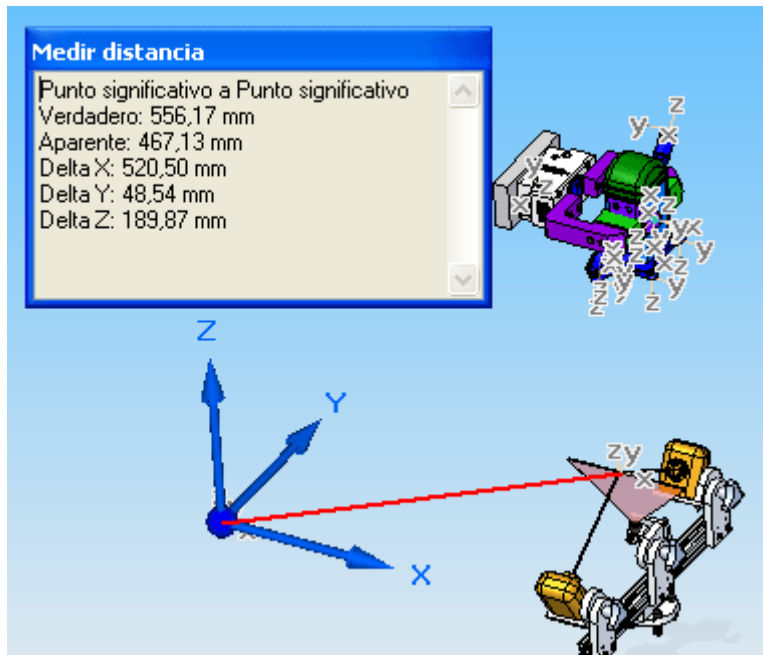 Medir distancia
Punto significativo a Punto significativo
Verdadero: 556,17 mm
Aparente: 467,13 mm
Delta X: 520,50 mm
Delta Y: 48,54 mm
Delta Z: 189,87 mm
z
y x
y
z
x
Z
Y
X
zy
x